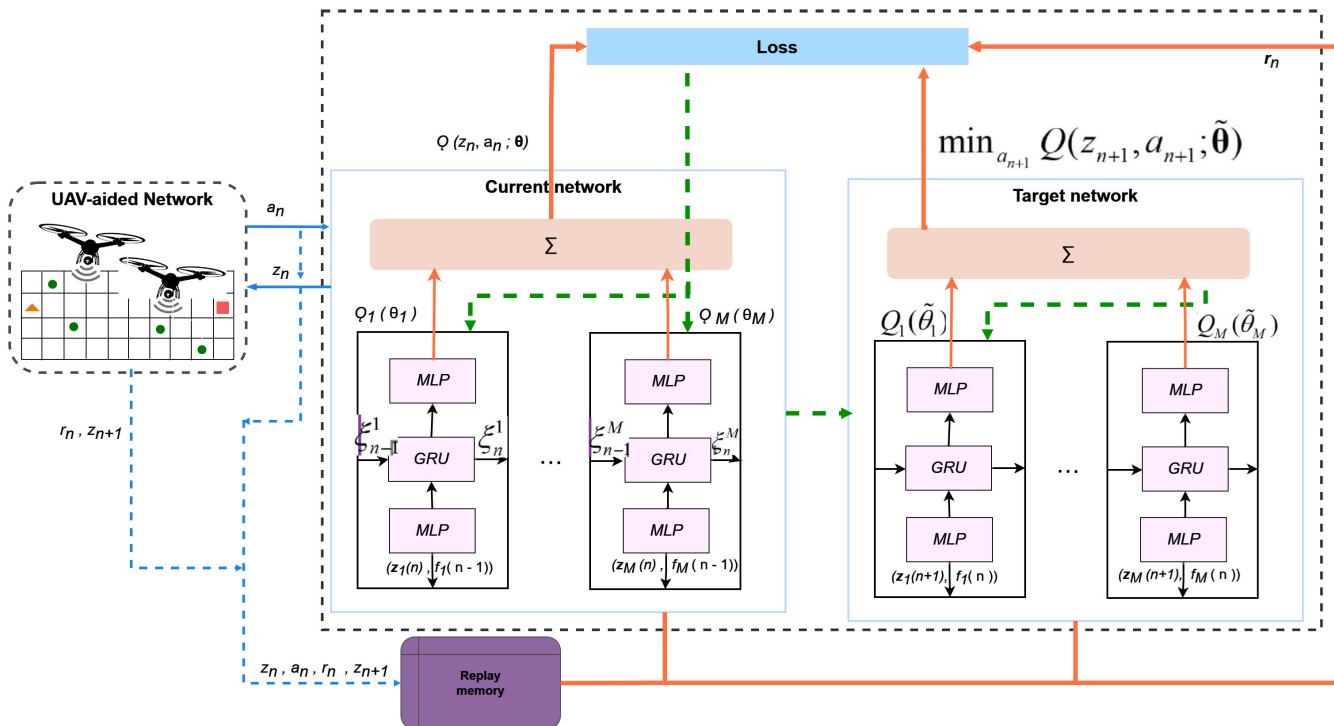 Loss
r_n
Q (z_n, a_n ; θ)
min_{a_{n+1}} Q(z_{n+1}, a_{n+1}; θ̃)
UAV-aided Network
a_n
z_n
r_n , z_{n+1}
Current network
Σ
Q_1 ( θ_1 )
Q_M ( θ_M )
MLP
MLP
ξ^1_{n-1}
GRU
ξ^1_n
...
ξ^M_{n-1}
GRU
ξ^M_n
MLP
MLP
(z_1(n) , f_1( n - 1))
(z_M(n) , f_M( n - 1))
Target network
Σ
Q_1(θ̃_1)
Q_M(θ̃_M)
MLP
MLP
GRU
...
GRU
MLP
MLP
(z_1(n+1), f_1( n ))
(z_M(n+1), f_M( n ))
z_n , a_n , r_n , z_{n+1}
Replay
memory